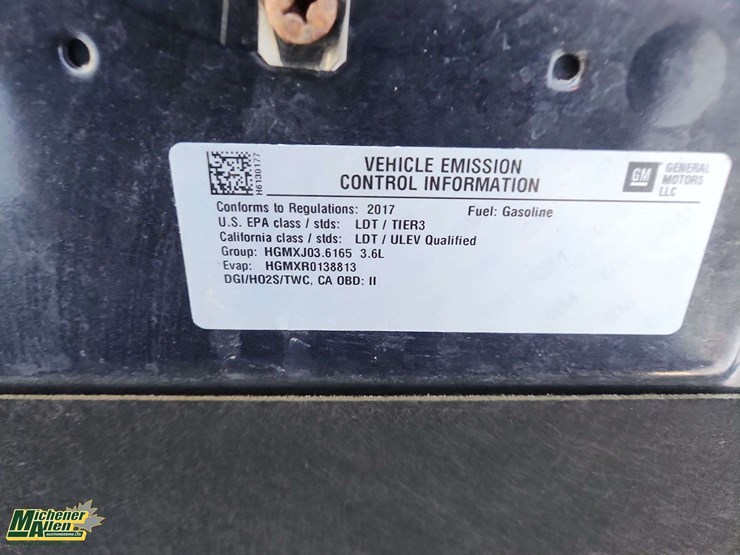 VEHICLE EMISSION
CONTROL INFORMATION
H6130177
GM
GENERAL
MOTORS
LLC
Conforms to Regulations: 2017 Fuel: Gasoline
U.S. EPA class / stds: LDT / TIER3
California class / stds: LDT / ULEV Qualified
Group: HGMXJ03.6165 3.6L
Evap: HGMXR0138813
DGI/HO2S/TWC, CA OBD: II
Michener
Allen
AUCTIONEERING LTD